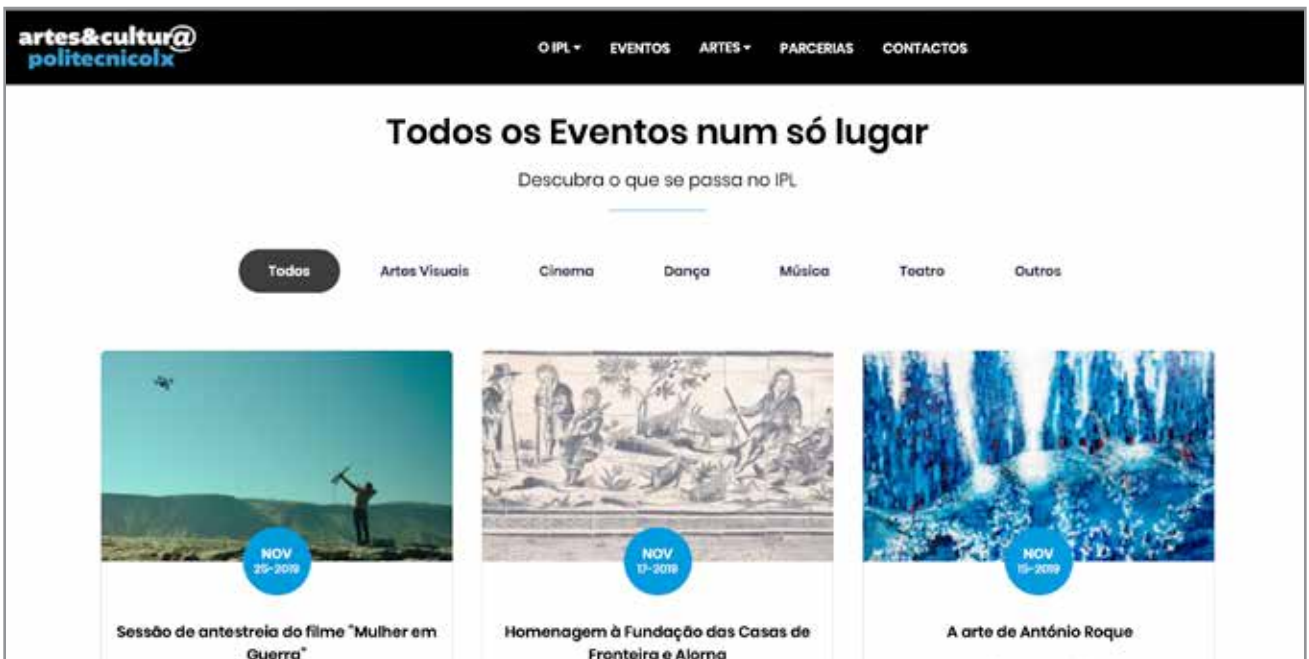 artes&cultur@
politecnicolx
O IPL EVENTOS ARTES PARCERIAS CONTACTOS
Todos os Eventos num só lugar
Descubra o que se passa no IPL
Todos Artes Visuais Cinema Dança Música Teatro Outros
NOV
25-2019
NOV
17-2019
NOV
15-2019
Sessão de antestreia do filme "Mulher em
Guerra"
Homenagem à Fundação das Casas de
Fronteira e Alorna
A arte de António Roque